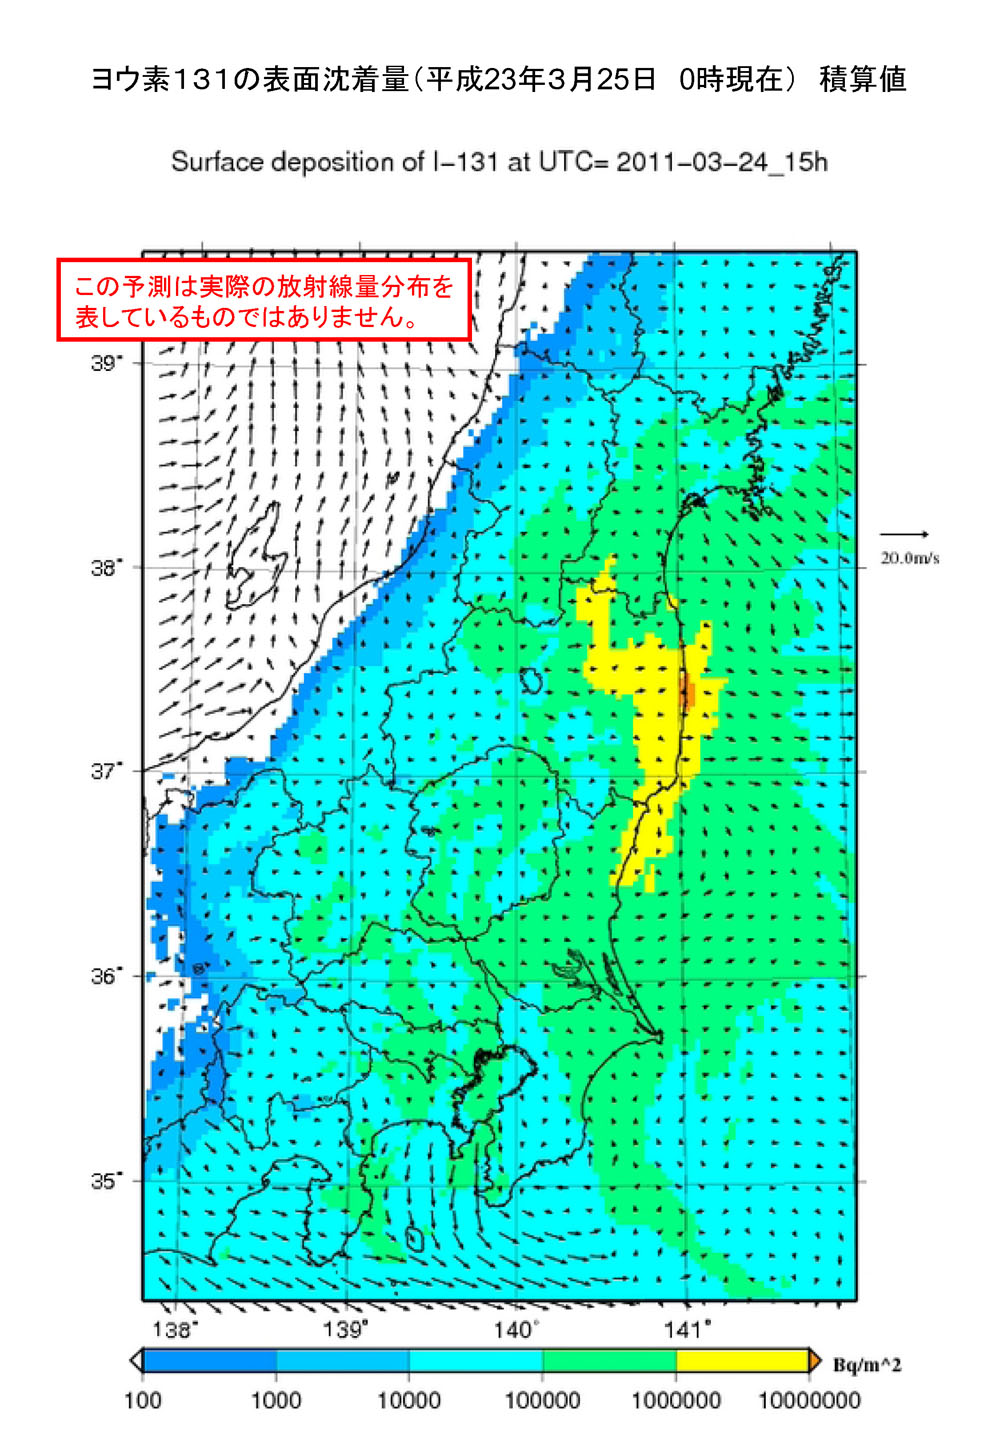 ヨウ素１３１の表面沈着量（平成23年３月25日　0時現在）　積算値
Surface deposition of I−131 at UTC= 2011−03−24_15h
この予測は実際の放射線量分布を
表しているものではありません。
39°
38°
20.0m/s
37°
36°
35°
138° 139° 140° 141°
Bq/m^2
100 1000 10000 100000 1000000 10000000